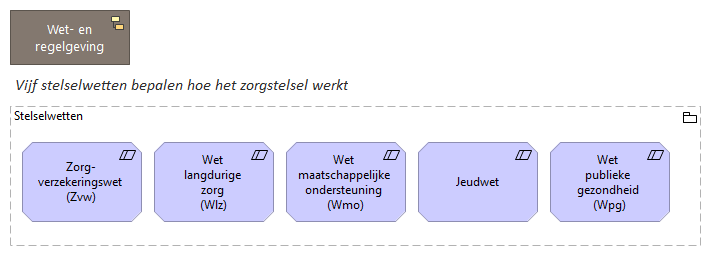 Wet- en
regelgeving
Vijf stelselwetten bepalen hoe het zorgstelsel werkt
Stelselwetten
Zorg-
verzekeringswet
(Zvw)
Wet
langdurige
zorg
(Wlz)
Wet
maatschappelijke
ondersteuning
(Wmo)
Jeudwet
Wet
publieke
gezondheid
(Wpg)